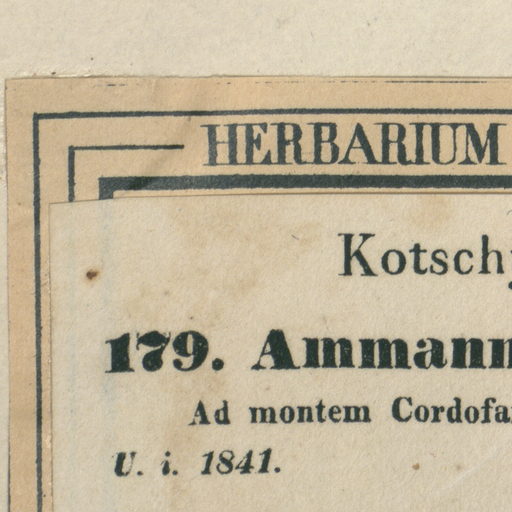 HERBARIUM
Kotschy
179. Ammann
Ad montem Cordofa
U. i. 1841.